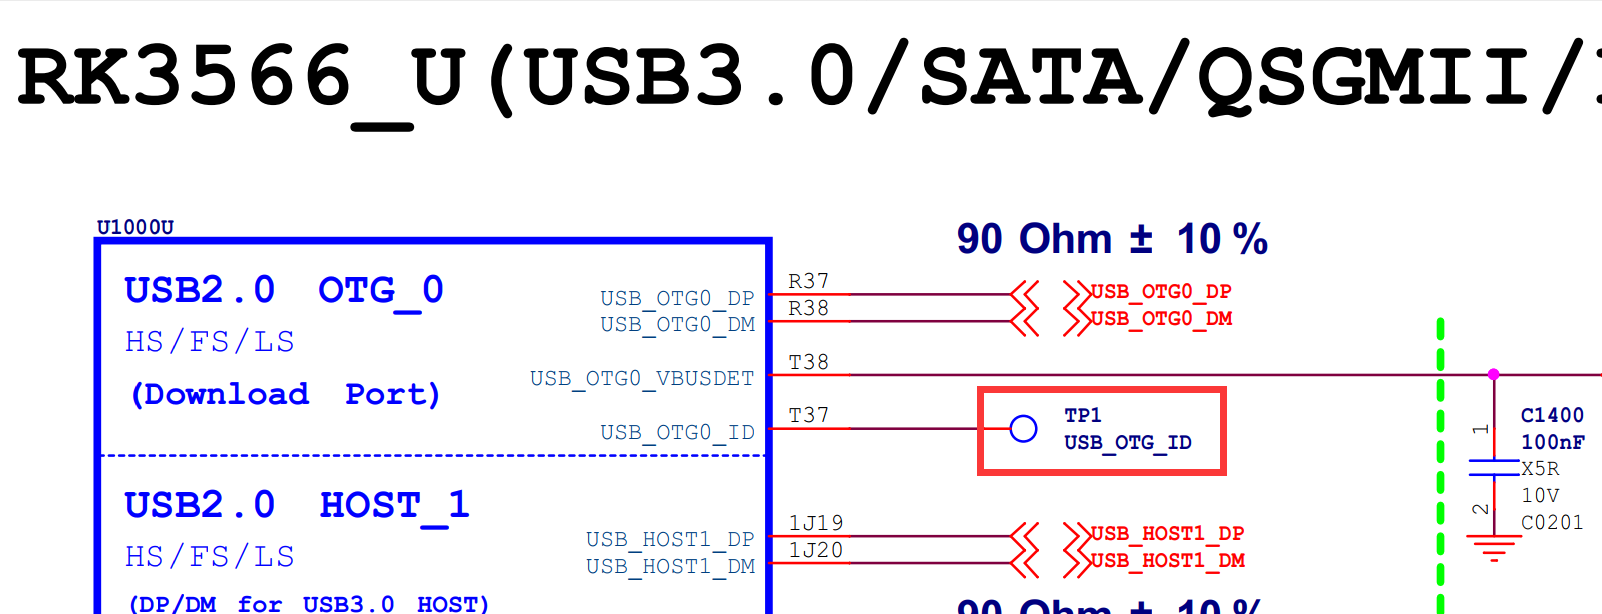 RK3566_U(USB3.0/SATA/QSGMII/
U1000U
90 Ohm ± 10 %
USB2.0 OTG_0
HS/FS/LS
(Download Port)
USB_OTG0_DP
R37
USB_OTG0_DP
USB_OTG0_DM
R38
USB_OTG0_DM
USB_OTG0_VBUSDET
T38
USB_OTG0_ID
T37
TP1
USB_OTG_ID
C1400
100nF
X5R
10V
C0201
1
2
USB2.0 HOST_1
HS/FS/LS
(DP/DM for USB3.0 HOST)
USB_HOST1_DP
1J19
USB_HOST1_DP
USB_HOST1_DM
1J20
USB_HOST1_DM
90 Ohm ± 10 %